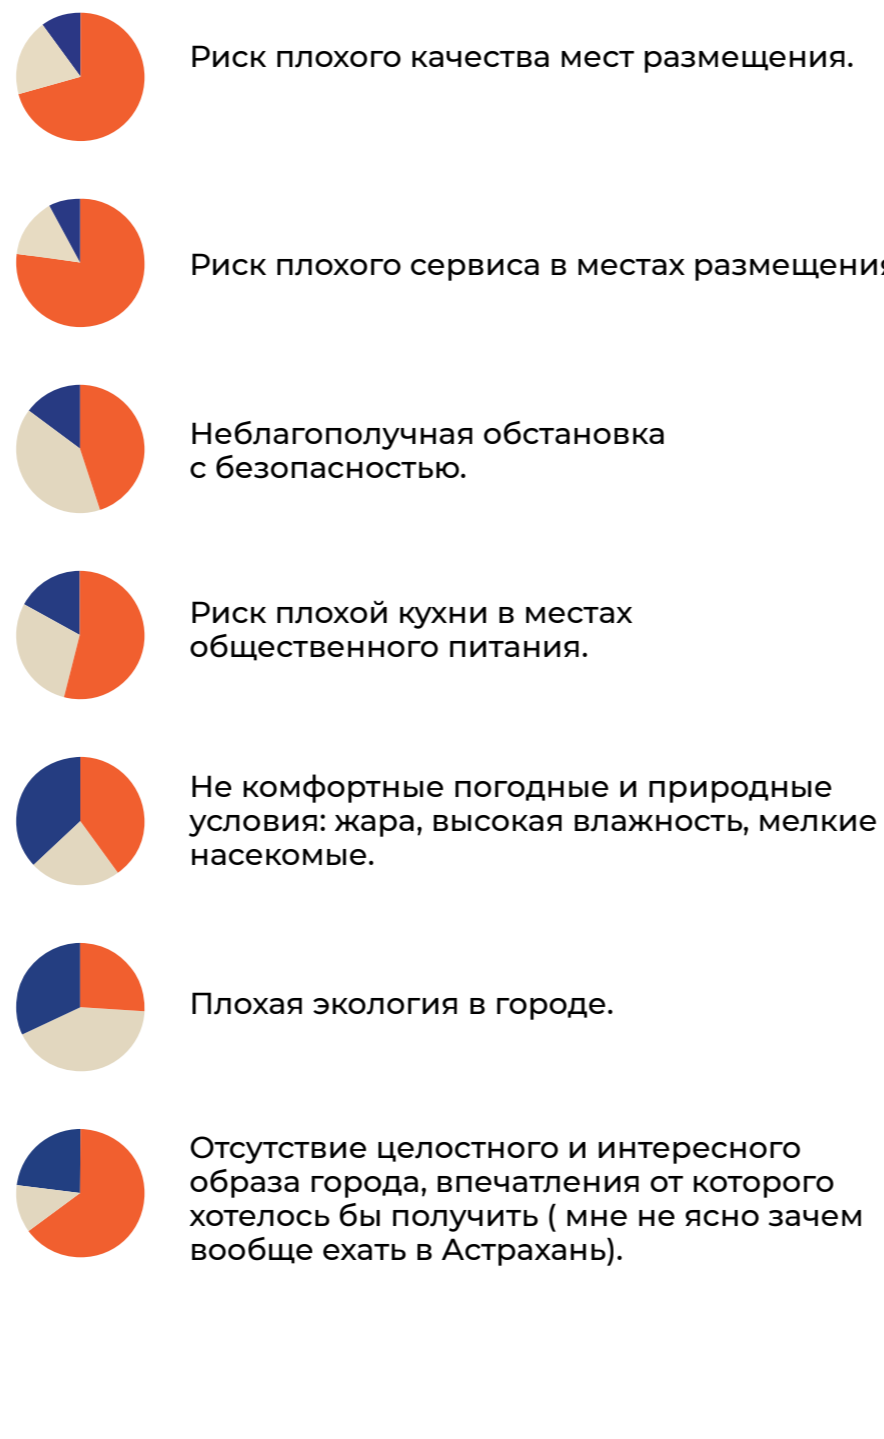 Риск плохого качества мест размещения.
Риск плохого сервиса в местах размещения
Неблагополучная обстановка
с безопасностью.
Риск плохой кухни в местах
общественного питания.
Не комфортные погодные и природные
условия: жара, высокая влажность, мелкие
насекомые.
Плохая экология в городе.
Отсутствие целостного и интересного
образа города, впечатления от которого
хотелось бы получить ( мне не ясно зачем
вообще ехать в Астрахань).